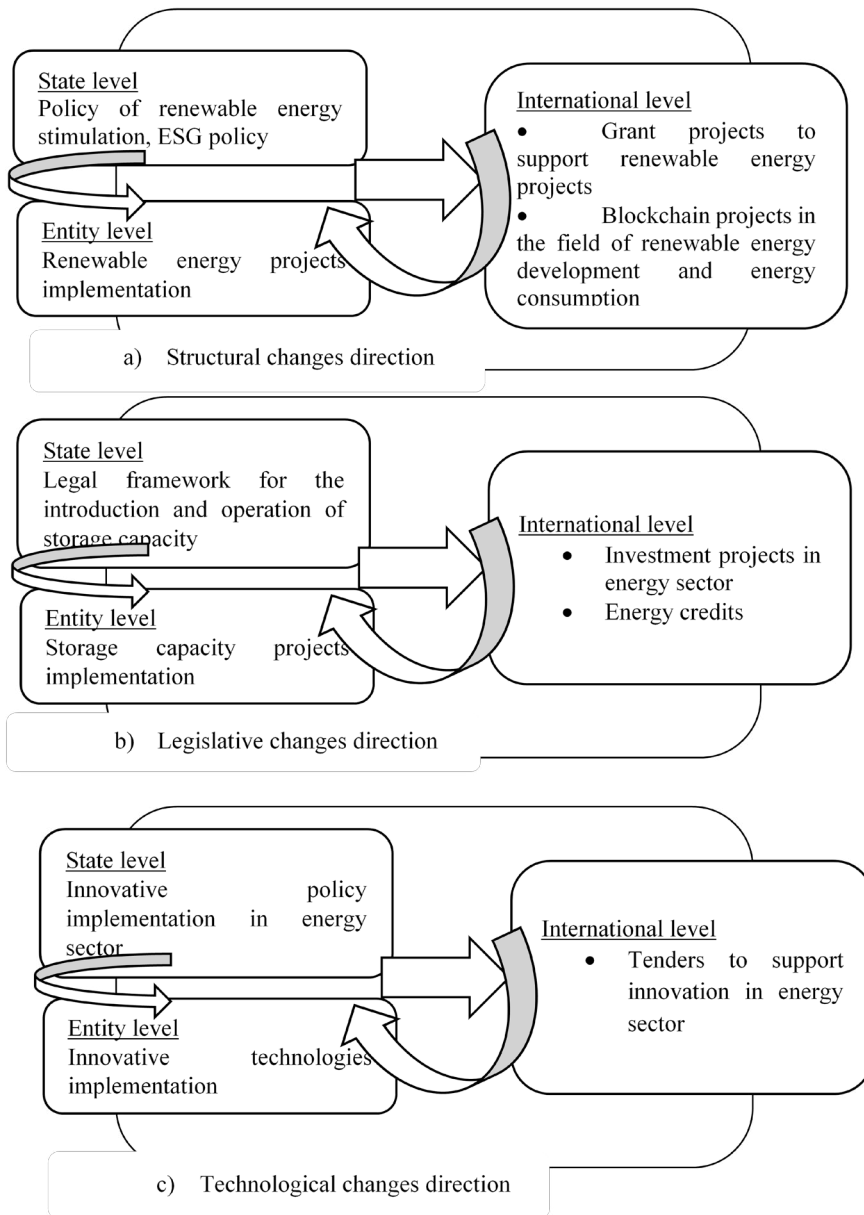 State level
Policy of renewable energy
stimulation, ESG policy
Entity level
Renewable energy projects
implementation
International level
• Grant projects to
support renewable energy
projects
• Blockchain projects in
the field of renewable energy
development and energy
consumption
a) Structural changes direction
State level
Legal framework for the
introduction and operation of
storage capacity
Entity level
Storage capacity projects
implementation
International level
• Investment projects in
energy sector
• Energy credits
b) Legislative changes direction
State level
Innovative policy
implementation in energy
sector
Entity level
Innovative technologies
implementation
International level
• Tenders to support
innovation in energy
sector
c) Technological changes direction